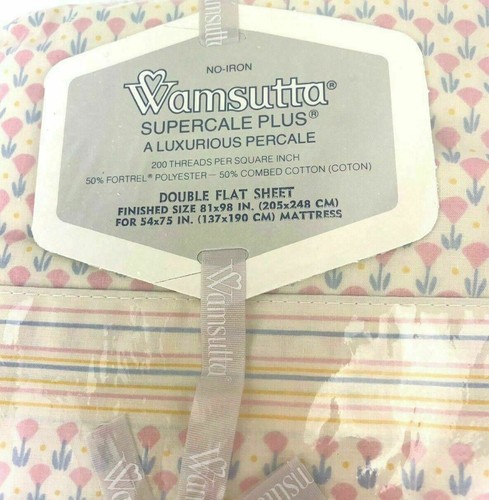 NO-IRON
Wamsutta®
SUPERCALE PLUS®
A LUXURIOUS PERCALE
200 THREADS PER SQUARE INCH
50% FORTREL® POLYESTER — 50% COMBED COTTON (COTON)
DOUBLE FLAT SHEET
FINISHED SIZE 81x98 IN. (205x248 CM)
FOR 54x75 IN. (137x190 CM) MATTRESS
Wamsutta
Wam